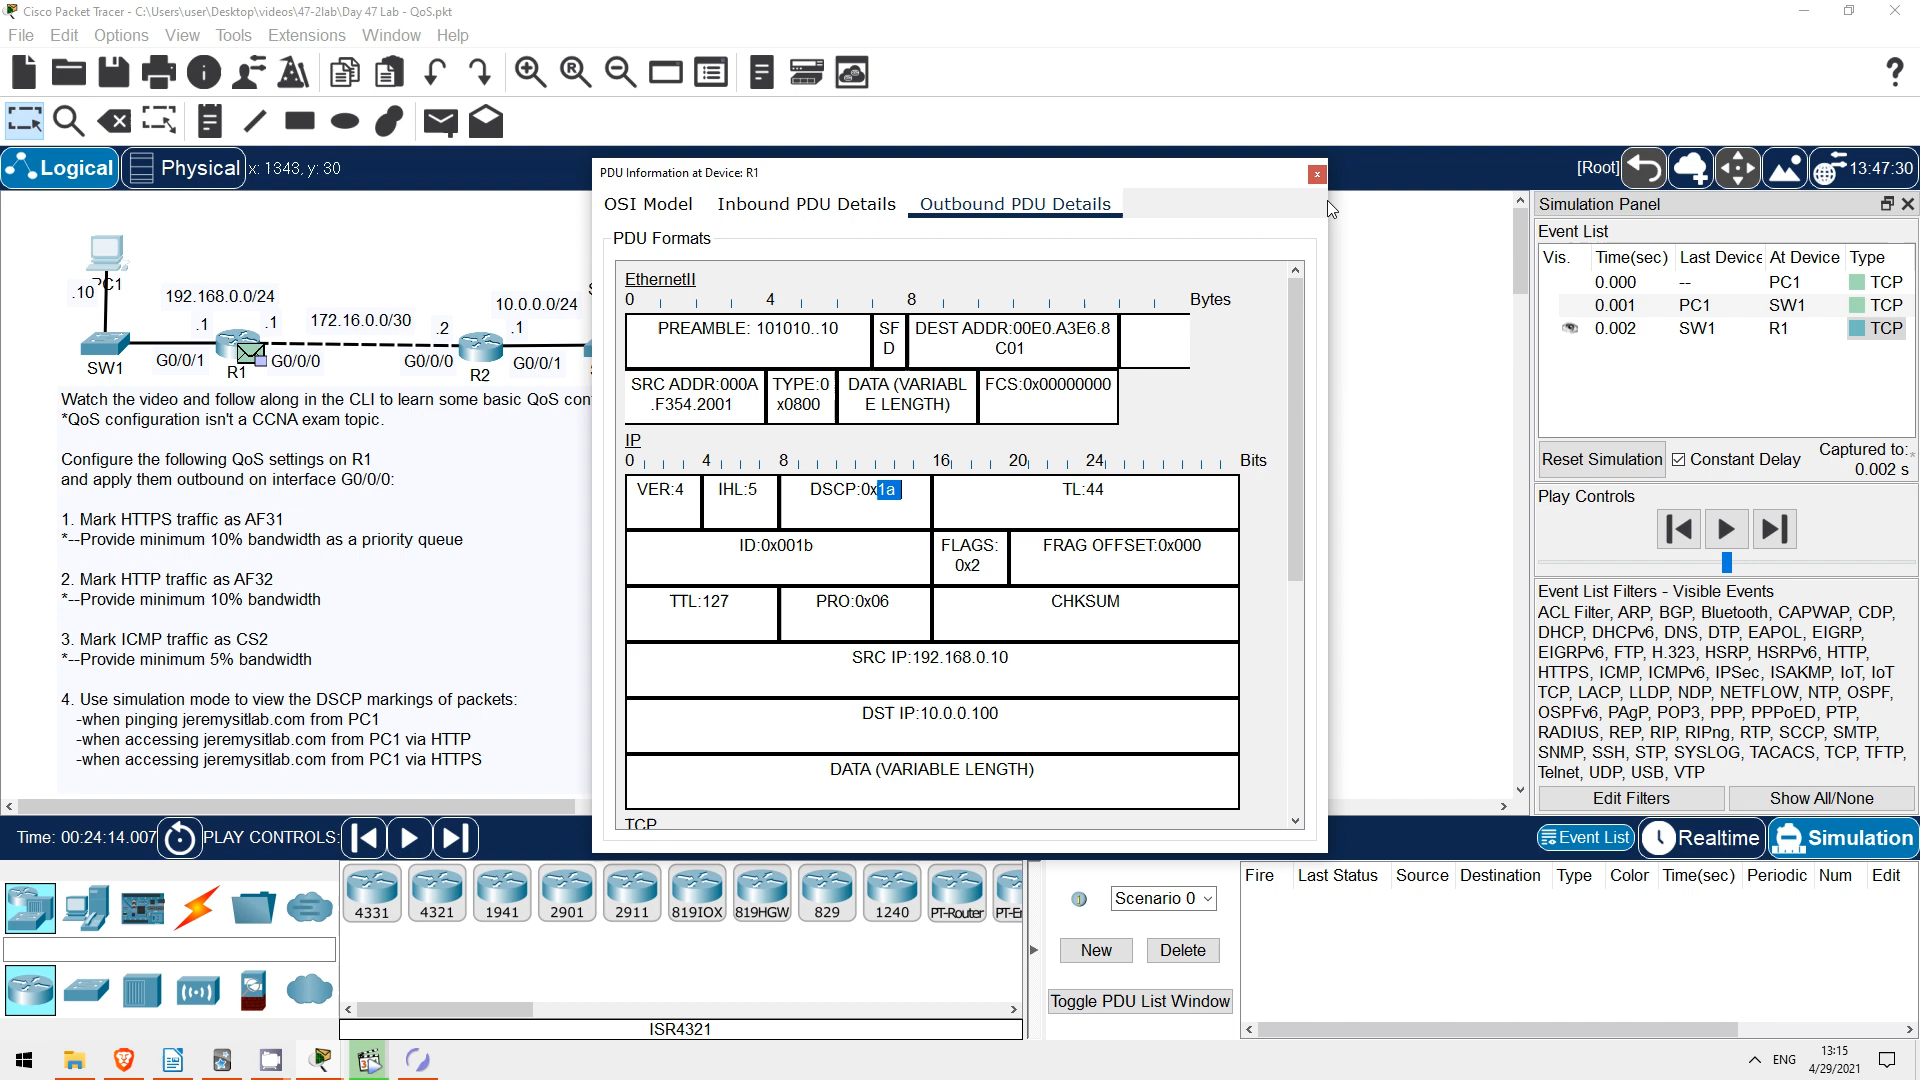 Cisco Packet Tracer - C:\Users\user\Desktop\videos\47-2lab\Day 47 Lab - QoS.pkt
File Edit Options View Tools Extensions Window Help
Logical Physical x: 1343, y: 30
[Root] 13:47:30
PDU Information at Device: R1
OSI Model Inbound PDU Details Outbound PDU Details
PDU Formats
EthernetII
0 4 8 Bytes
PREAMBLE: 101010..10
SF
D
DEST ADDR:00E0.A3E6.8
C01
SRC ADDR:000A
.F354.2001
TYPE:0
x0800
DATA (VARIABL
E LENGTH)
FCS:0x00000000
IP
0 4 8 16 20 24 Bits
VER:4 IHL:5 DSCP:0x1a TL:44
ID:0x001b
FLAGS:
0x2
FRAG OFFSET:0x000
TTL:127 PRO:0x06 CHKSUM
SRC IP:192.168.0.10
DST IP:10.0.0.100
DATA (VARIABLE LENGTH)
TCP
PC1
.10
192.168.0.0/24
.1 .1
172.16.0.0/30
.2
10.0.0.0/24
.1
SW1
G0/0/1
R1
G0/0/0
G0/0/0
R2
G0/0/1
Watch the video and follow along in the CLI to learn some basic QoS con
*QoS configuration isn't a CCNA exam topic.
Configure the following QoS settings on R1
and apply them outbound on interface G0/0/0:
1. Mark HTTPS traffic as AF31
*--Provide minimum 10% bandwidth as a priority queue
2. Mark HTTP traffic as AF32
*--Provide minimum 10% bandwidth
3. Mark ICMP traffic as CS2
*--Provide minimum 5% bandwidth
4. Use simulation mode to view the DSCP markings of packets:
-when pinging jeremysitlab.com from PC1
-when accessing jeremysitlab.com from PC1 via HTTP
-when accessing jeremysitlab.com from PC1 via HTTPS
Simulation Panel
Event List
Vis. Time(sec) Last Device At Device Type
0.000 -- PC1 TCP
0.001 PC1 SW1 TCP
0.002 SW1 R1 TCP
Reset Simulation Constant Delay
Captured to:
0.002 s
Play Controls
Event List Filters - Visible Events
ACL Filter, ARP, BGP, Bluetooth, CAPWAP, CDP,
DHCP, DHCPv6, DNS, DTP, EAPOL, EIGRP,
EIGRPv6, FTP, H.323, HSRP, HSRPv6, HTTP,
HTTPS, ICMP, ICMPv6, IPSec, ISAKMP, IoT, IoT
TCP, LACP, LLDP, NDP, NETFLOW, NTP, OSPF,
OSPFv6, PAgP, POP3, PPP, PPPoED, PTP,
RADIUS, REP, RIP, RIPng, RTP, SCCP, SMTP,
SNMP, SSH, STP, SYSLOG, TACACS, TCP, TFTP,
Telnet, UDP, USB, VTP
Edit Filters Show All/None
Time: 00:24:14.007 PLAY CONTROLS:
Event List Realtime Simulation
4331 4321 1941 2901 2911 819IOX 819HGW 829 1240 PT-Router
ISR4321
Scenario 0
New Delete
Toggle PDU List Window
Fire Last Status Source Destination Type Color Time(sec) Periodic Num Edit
ENG
13:15
4/29/2021